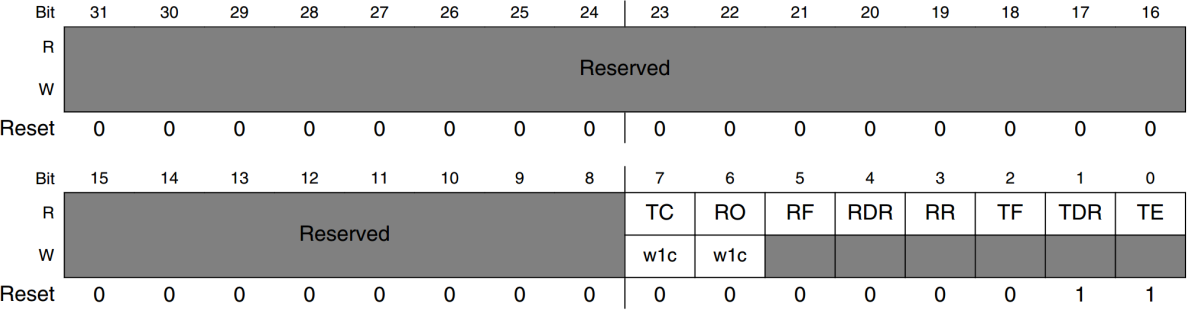 Bit 31 30 29 28 27 26 25 24 23 22 21 20 19 18 17 16
R
Reserved
W
Reset 0 0 0 0 0 0 0 0 0 0 0 0 0 0 0 0
Bit 15 14 13 12 11 10 9 8 7 6 5 4 3 2 1 0
R TC RO RF RDR RR TF TDR TE
Reserved
W w1c w1c
Reset 0 0 0 0 0 0 0 0 0 0 0 0 0 0 1 1